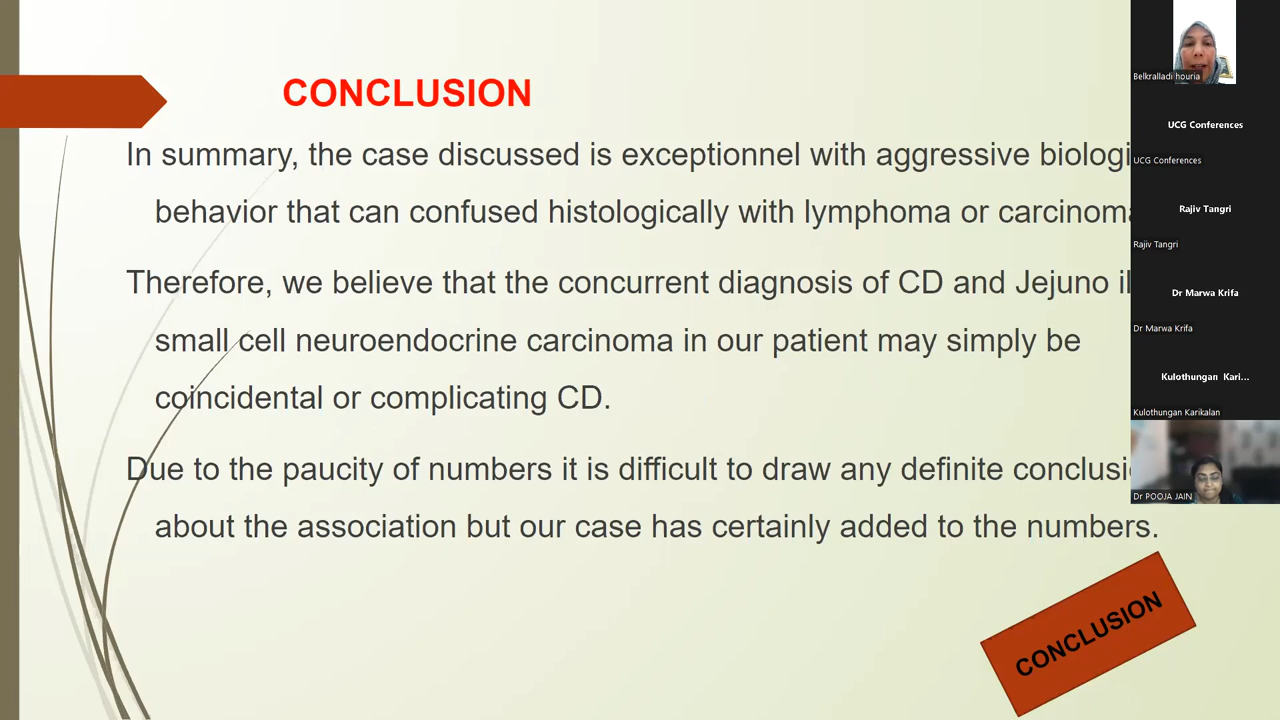 CONCLUSION
In summary, the case discussed is exceptionnel with aggressive
behavior that can confused histologically with lymphoma or
Therefore, we believe that the concurrent diagnosis of CD and Jejuno
small cell neuroendocrine carcinoma in our patient may simply be
coincidental or complicating CD.
Due to the paucity of numbers it is difficult to draw any definite
about the association but our case has certainly added to the numbers.
CONCLUSION
Belkralladi houria
UCG Conferences
UCG Conferences
Rajiv Tangri
Rajiv Tangri
Dr Marwa Krifa
Dr Marwa Krifa
Kulothungan Kari...
Kulothungan Karikalan
Dr POOJA JAIN